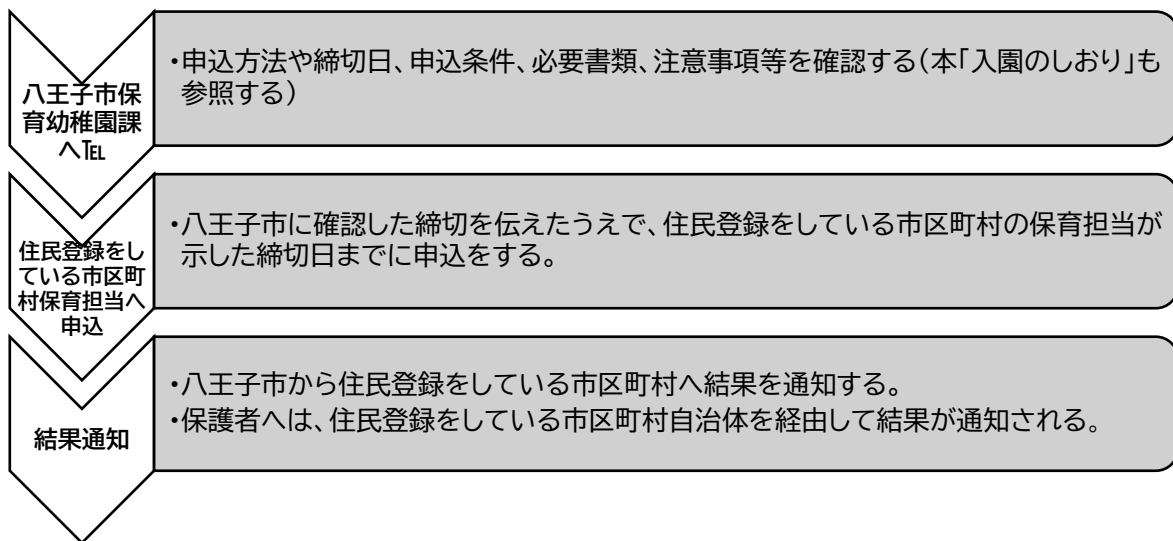 八王子市保
育幼稚園課
へ℡
・申込方法や締切日、申込条件、必要書類、注意事項等を確認する（本「入園のしおり」も
参照する）
住民登録をし
ている市区町
村保育担当へ
申込
・八王子市に確認した締切を伝えたうえで、住民登録をしている市区町村の保育担当が
示した締切日までに申込をする。
結果通知
・八王子市から住民登録をしている市区町村へ結果を通知する。
・保護者へは、住民登録をしている市区町村自治体を経由して結果が通知される。